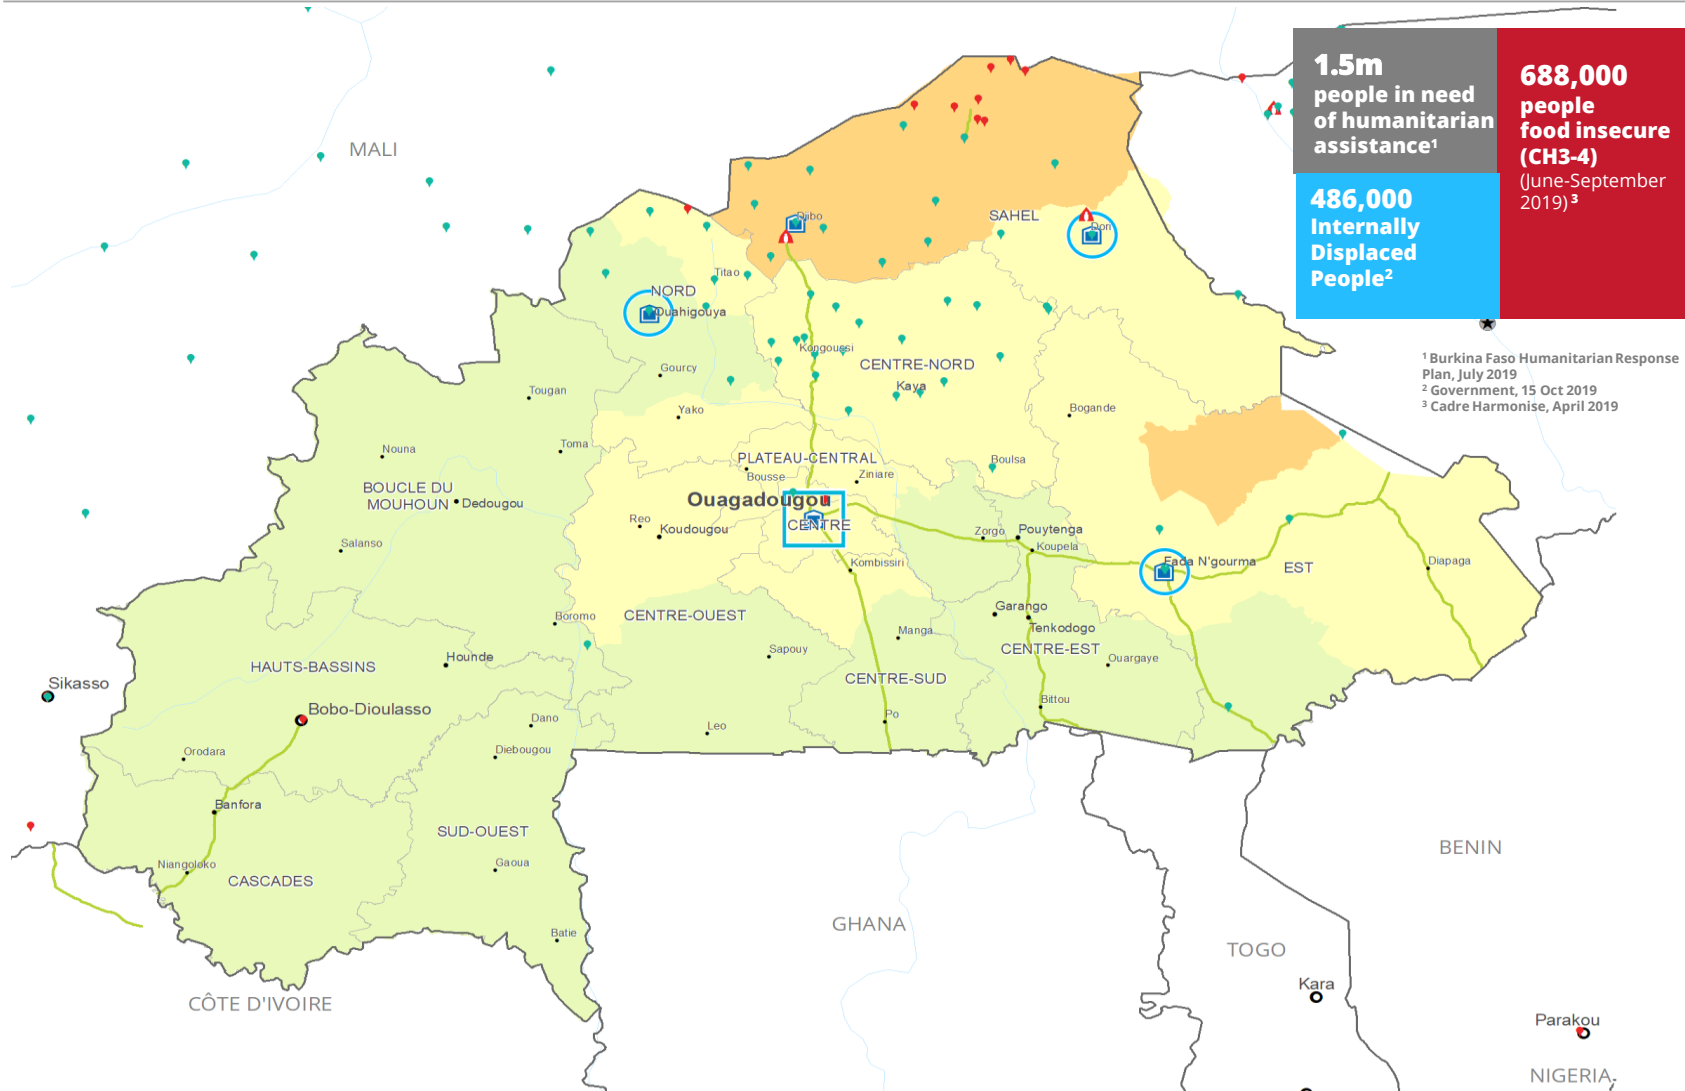 1.5m
people in need
of humanitarian
assistance¹
688,000
people
food insecure
(CH3-4)
(June-September
2019) ³
486,000
Internally
Displaced
People²
¹ Burkina Faso Humanitarian Response
Plan, July 2019
² Government, 15 Oct 2019
³ Cadre Harmonise, April 2019
MALI
Djibo
SAHEL
Dori
Titao
NORD
Ouahigouya
Kongoussi
CENTRE-NORD
Gourcy
Kaya
Tougan
Yako
Bogande
Toma
Nouna
PLATEAU-CENTRAL
Boulsa
Bousse
Ziniare
BOUCLE DU
MOUHOUN
Dedougou
Ouagadougou
CENTRE
Reo
Koudougou
Zorgo
Pouytenga
Koupela
Salanso
Kombissiri
Fada N'gourma
EST
Diapaga
Boromo
CENTRE-OUEST
Garango
Tenkodogo
Manga
CENTRE-EST
Sapouy
Ouargaye
HAUTS-BASSINS
Hounde
CENTRE-SUD
Sikasso
Bobo-Dioulasso
Bittou
Dano
Po
Leo
Orodara
Diebougou
Banfora
SUD-OUEST
BENIN
Niangoloko
Gaoua
CASCADES
Batie
GHANA
TOGO
Kara
CÔTE D'IVOIRE
Parakou
NIGERIA